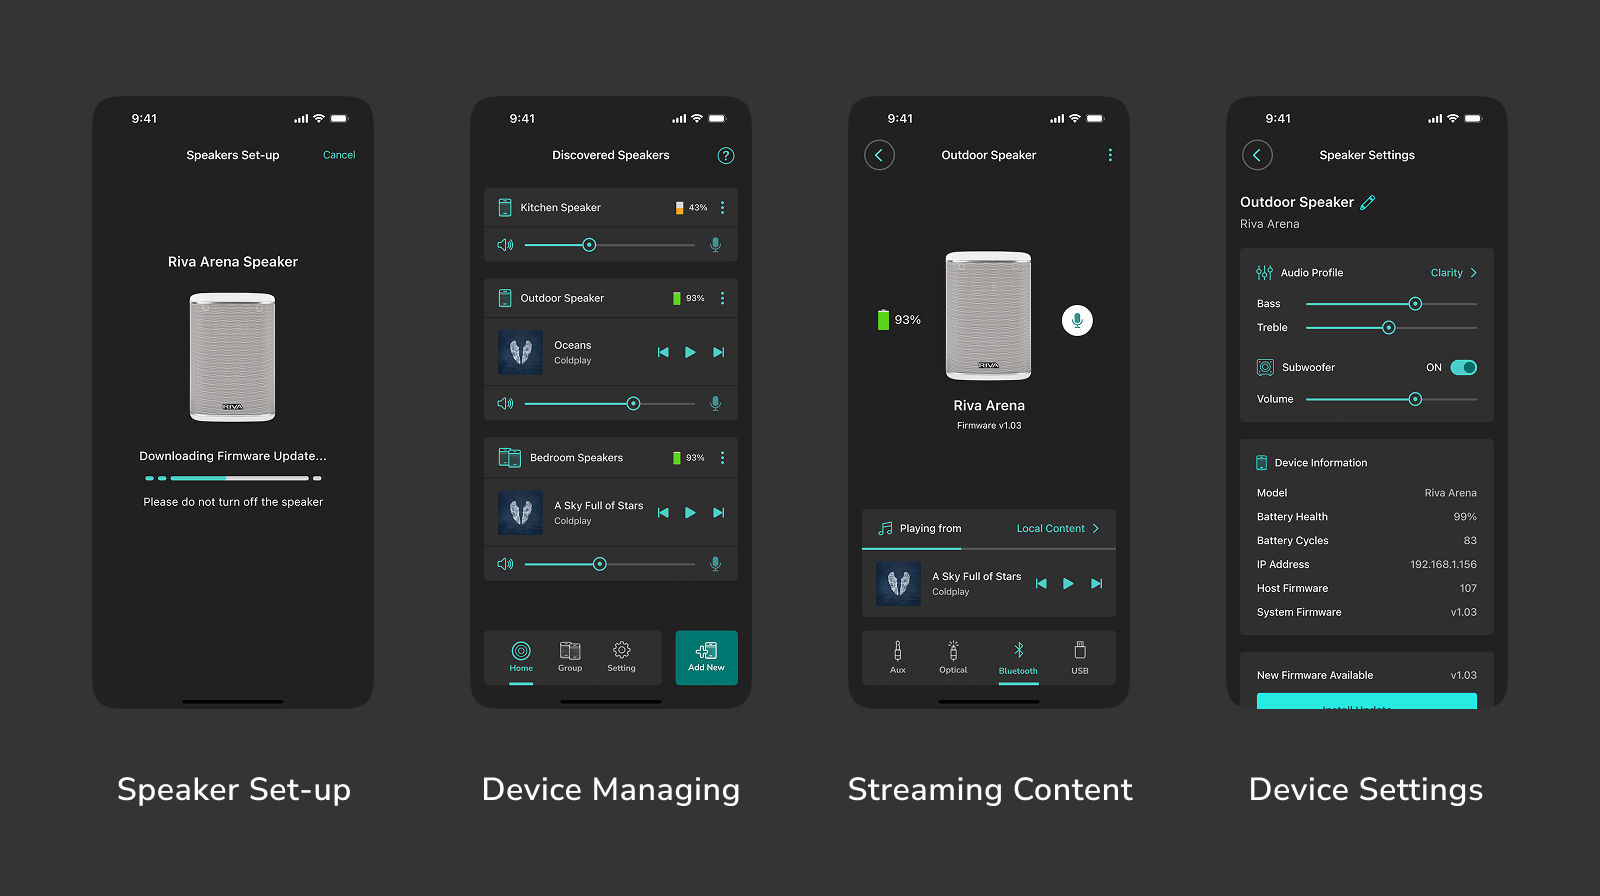 9:41
Speakers Set-up
Cancel
Riva Arena Speaker
RIVA
Downloading Firmware Update...
Please do not turn off the speaker
Speaker Set-up
9:41
Discovered Speakers
?
Kitchen Speaker
43%
Outdoor Speaker
93%
Oceans
Coldplay
Bedroom Speakers
93%
A Sky Full of Stars
Coldplay
Home
Group
Setting
Add New
Device Managing
9:41
Outdoor Speaker
93%
RIVA
Riva Arena
Firmware v1.03
Playing from
Local Content
A Sky Full of Stars
Coldplay
Aux
Optical
Bluetooth
USB
Streaming Content
9:41
Speaker Settings
Outdoor Speaker
Riva Arena
Audio Profile
Clarity
Bass
Treble
Subwoofer
ON
Volume
Device Information
Model
Riva Arena
Battery Health
99%
Battery Cycles
83
IP Address
192.168.1.156
Host Firmware
107
System Firmware
v1.03
New Firmware Available
v1.03
Install Update
Device Settings